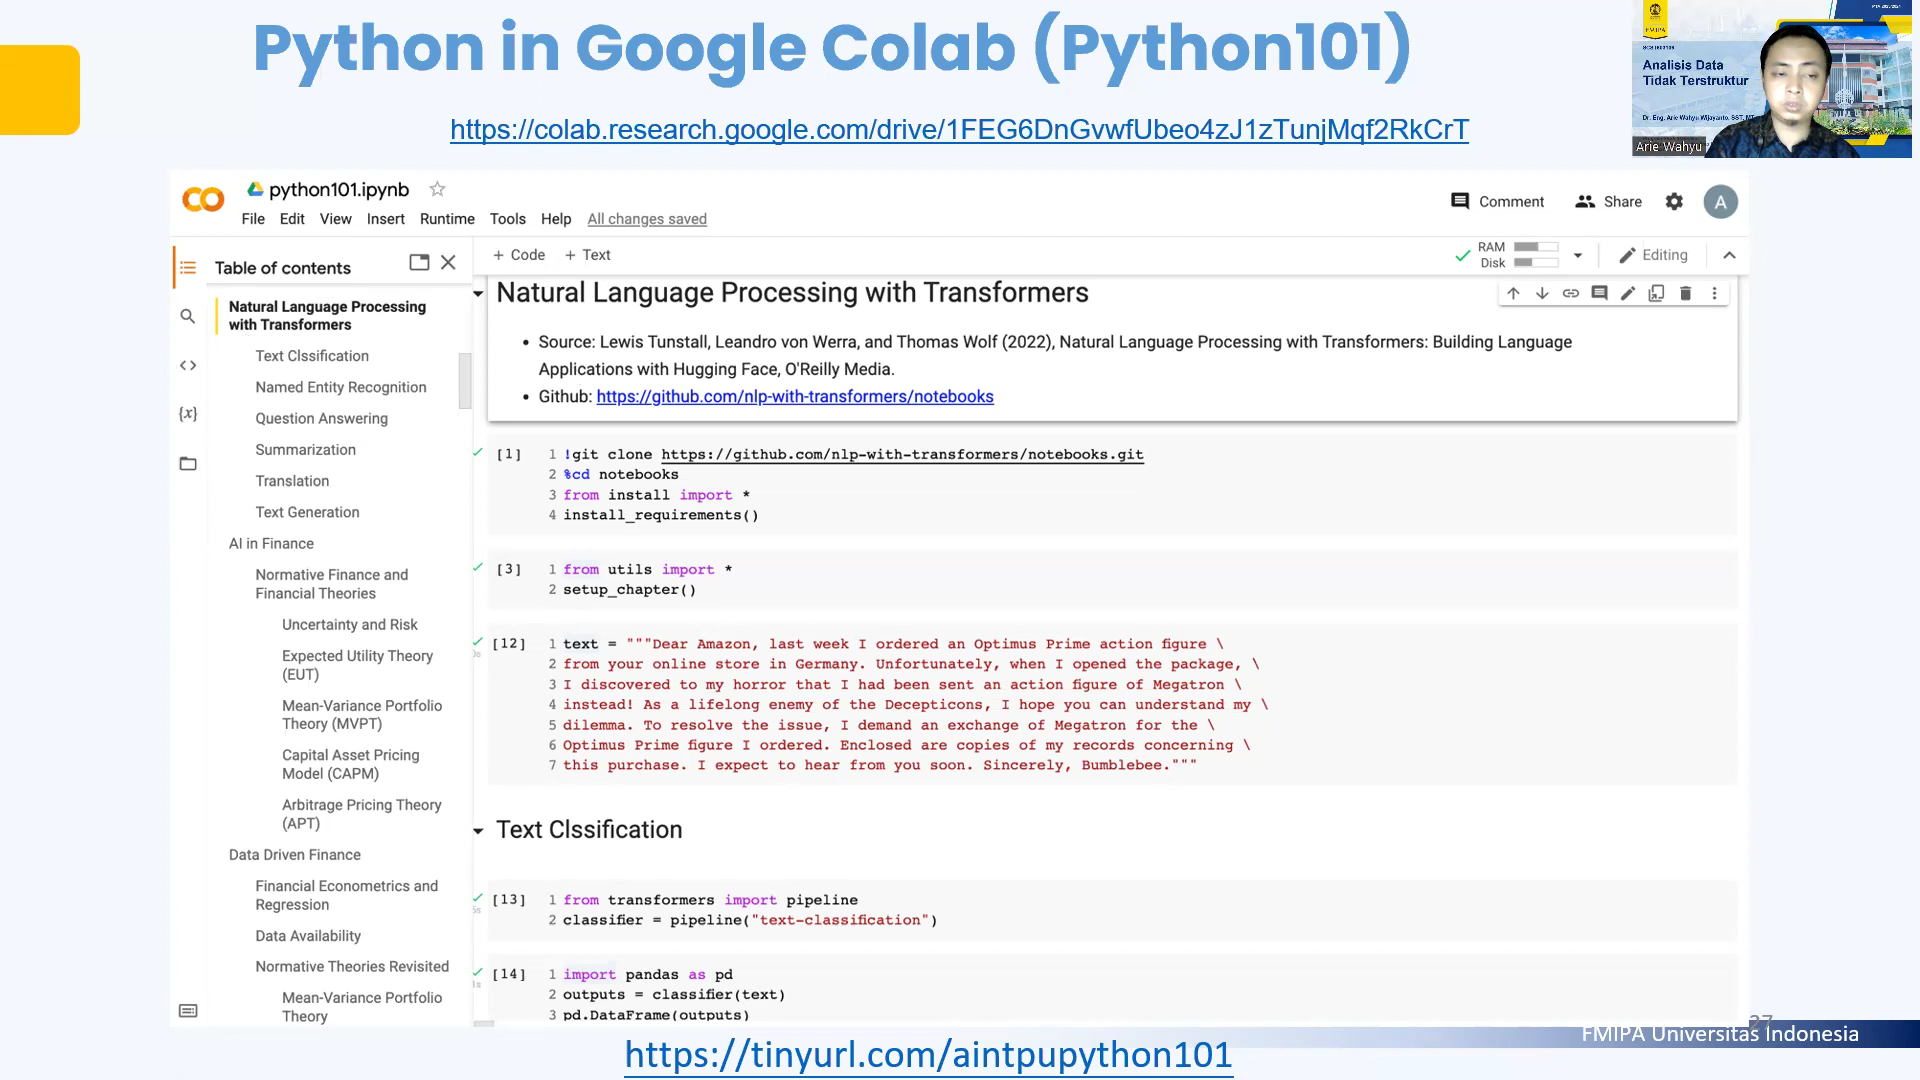 Python in Google Colab (Python101)
https://colab.research.google.com/drive/1FEG6DnGvwfUbeo4zJ1zTunjMqf2RkCrT
FMIPA
Analisis Data
Tidak Terstruktur
Dr. Eng. Arie Wahyu Wijayanto, SST, MT
Arie Wahyu
CO
python101.ipynb
File Edit View Insert Runtime Tools Help All changes saved
Comment Share A
Table of contents
+ Code + Text
RAM
Disk
Editing
Natural Language Processing
with Transformers
Text Clssification
Named Entity Recognition
Question Answering
Summarization
Translation
Text Generation
AI in Finance
Normative Finance and
Financial Theories
Uncertainty and Risk
Expected Utility Theory
(EUT)
Mean-Variance Portfolio
Theory (MVPT)
Capital Asset Pricing
Model (CAPM)
Arbitrage Pricing Theory
(APT)
Data Driven Finance
Financial Econometrics and
Regression
Data Availability
Normative Theories Revisited
Mean-Variance Portfolio
Theory
Natural Language Processing with Transformers
• Source: Lewis Tunstall, Leandro von Werra, and Thomas Wolf (2022), Natural Language Processing with Transformers: Building Language
Applications with Hugging Face, O'Reilly Media.
• Github: https://github.com/nlp-with-transformers/notebooks
[1] 1 !git clone https://github.com/nlp-with-transformers/notebooks.git
2 %cd notebooks
3 from install import *
4 install_requirements()
[3] 1 from utils import *
2 setup_chapter()
[12] 1 text = """Dear Amazon, last week I ordered an Optimus Prime action figure \
2 from your online store in Germany. Unfortunately, when I opened the package, \
3 I discovered to my horror that I had been sent an action figure of Megatron \
4 instead! As a lifelong enemy of the Decepticons, I hope you can understand my \
5 dilemma. To resolve the issue, I demand an exchange of Megatron for the \
6 Optimus Prime figure I ordered. Enclosed are copies of my records concerning \
7 this purchase. I expect to hear from you soon. Sincerely, Bumblebee."""
Text Clssification
[13] 1 from transformers import pipeline
2 classifier = pipeline("text-classification")
[14] 1 import pandas as pd
2 outputs = classifier(text)
3 pd.DataFrame(outputs)
27
FMIPA Universitas Indonesia
https://tinyurl.com/aintpupython101